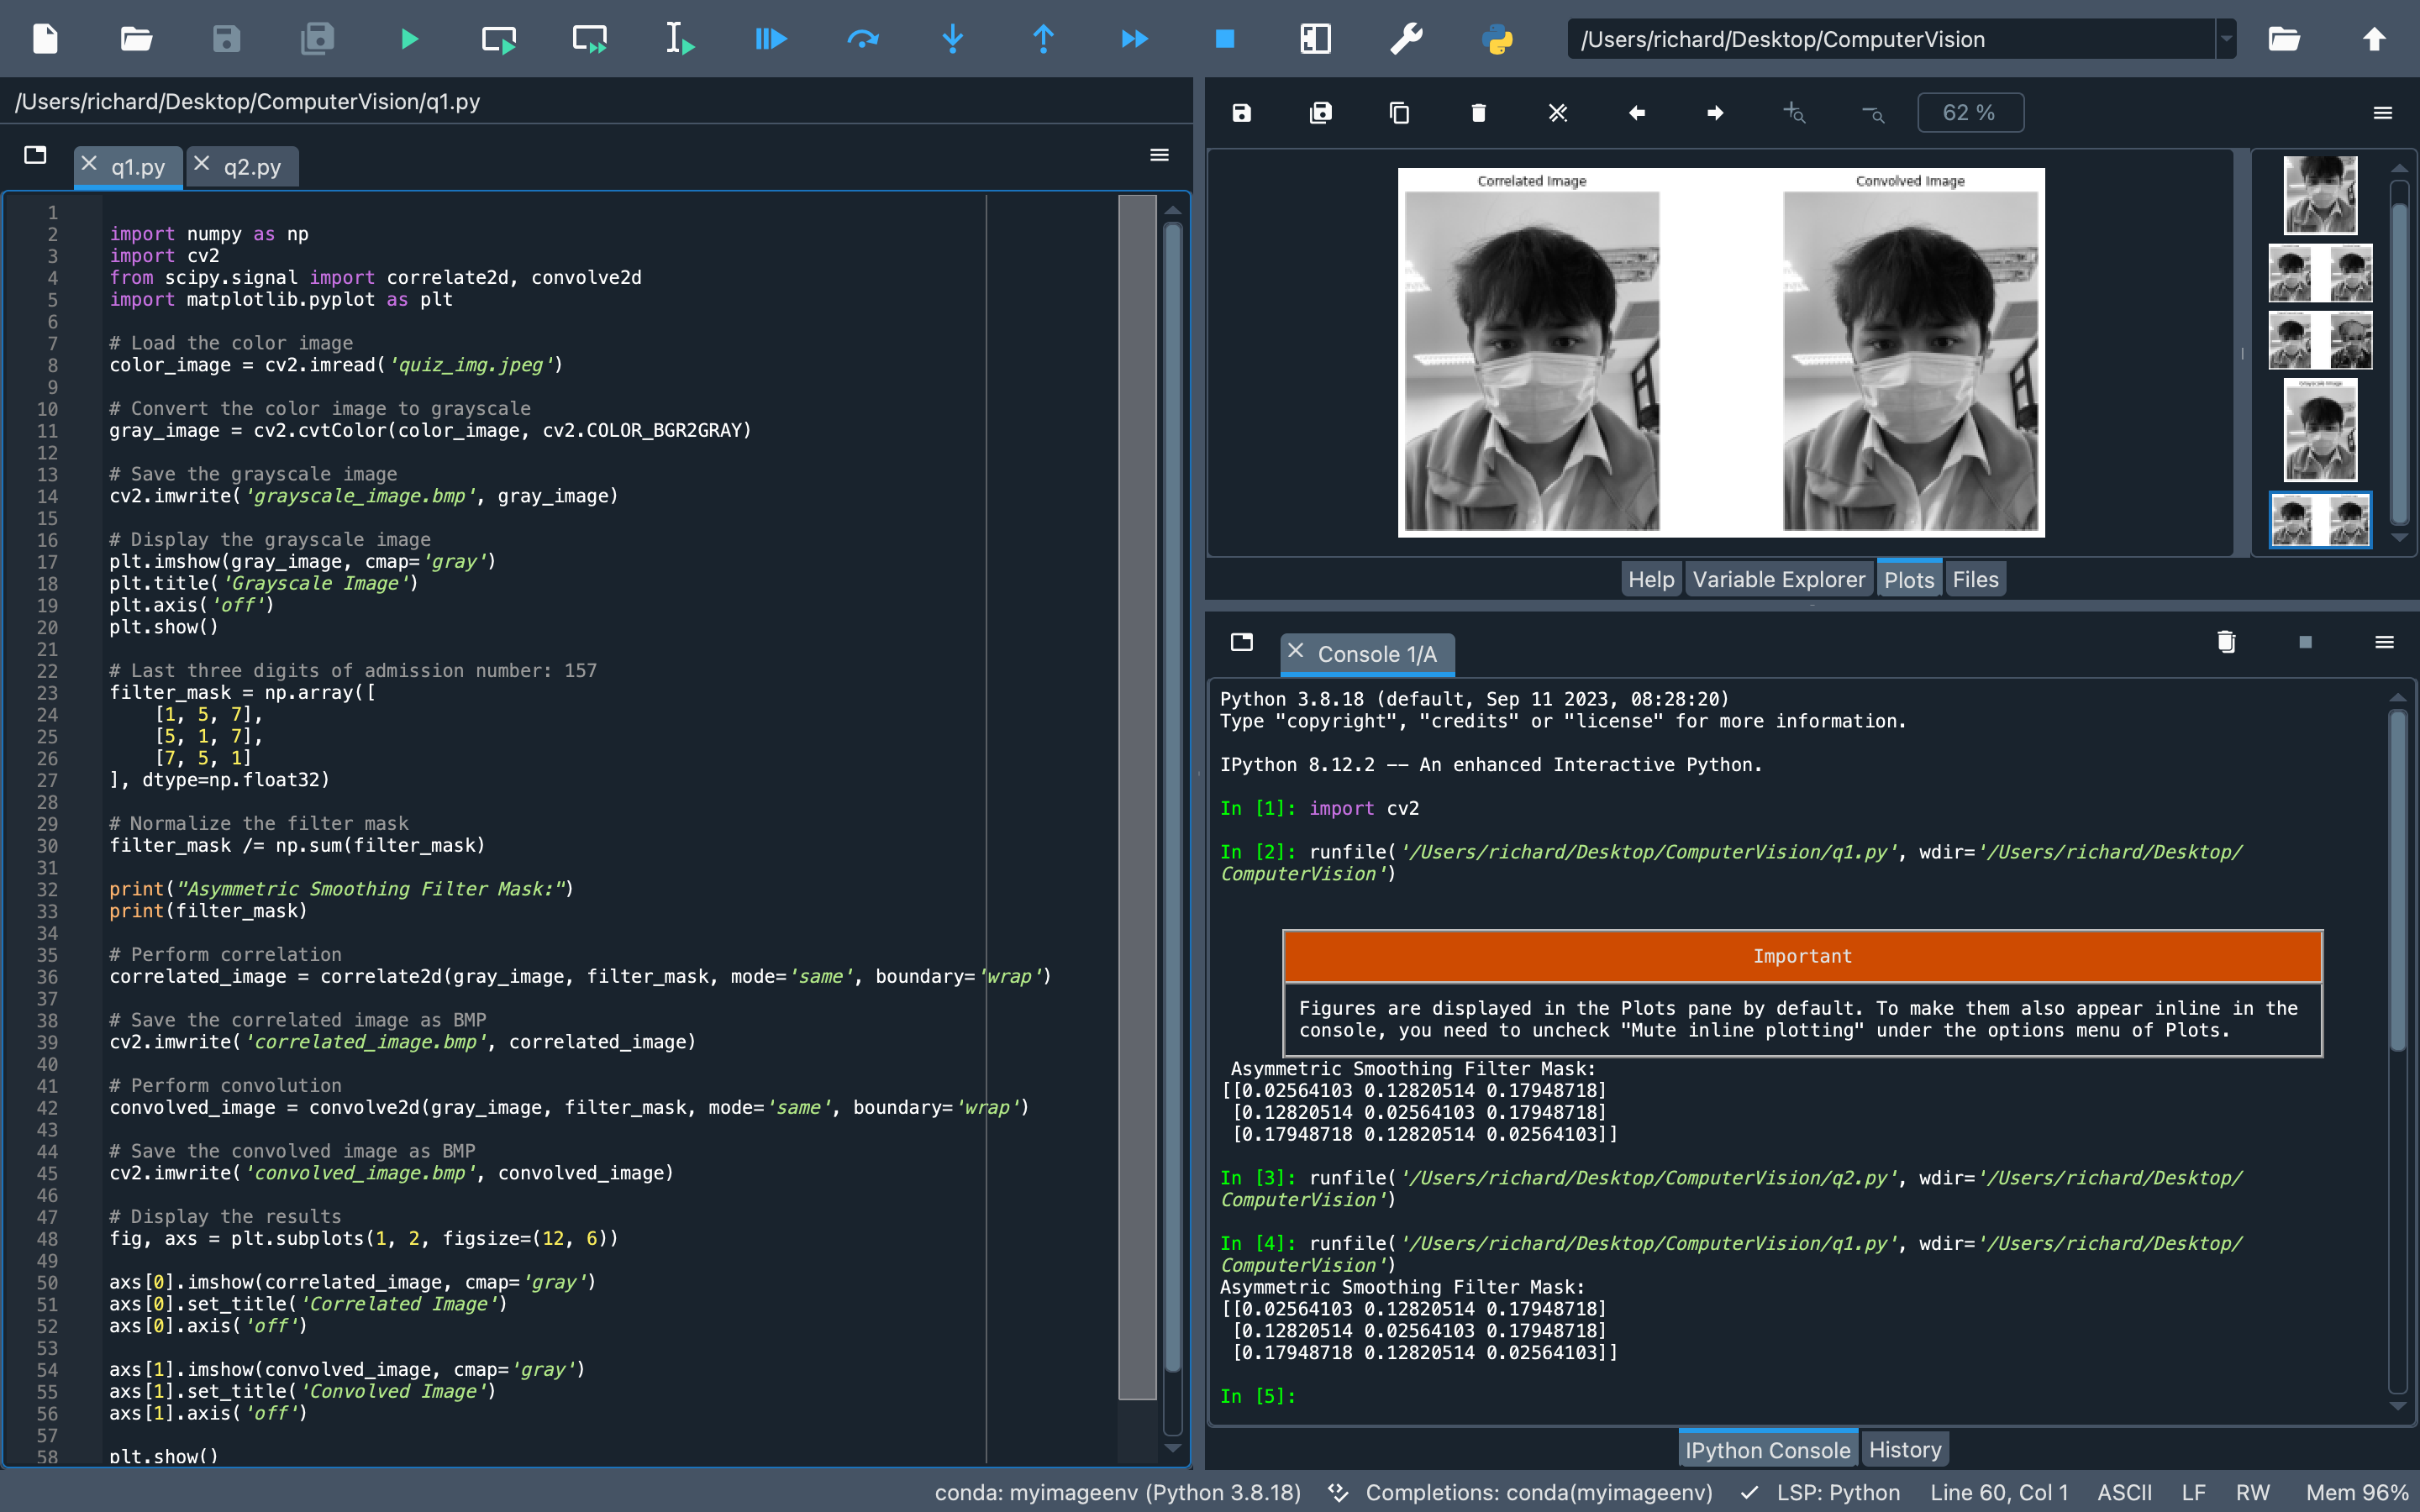 /Users/richard/Desktop/ComputerVision
/Users/richard/Desktop/ComputerVision/q1.py
q1.py
q2.py
1
2 import numpy as np
3 import cv2
4 from scipy.signal import correlate2d, convolve2d
5 import matplotlib.pyplot as plt
6
7 # Load the color image
8 color_image = cv2.imread('quiz_img.jpeg')
9
10 # Convert the color image to grayscale
11 gray_image = cv2.cvtColor(color_image, cv2.COLOR_BGR2GRAY)
12
13 # Save the grayscale image
14 cv2.imwrite('grayscale_image.bmp', gray_image)
15
16 # Display the grayscale image
17 plt.imshow(gray_image, cmap='gray')
18 plt.title('Grayscale Image')
19 plt.axis('off')
20 plt.show()
21
22 # Last three digits of admission number: 157
23 filter_mask = np.array([
24     [1, 5, 7],
25     [5, 1, 7],
26     [7, 5, 1]
27 ], dtype=np.float32)
28
29 # Normalize the filter mask
30 filter_mask /= np.sum(filter_mask)
31
32 print("Asymmetric Smoothing Filter Mask:")
33 print(filter_mask)
34
35 # Perform correlation
36 correlated_image = correlate2d(gray_image, filter_mask, mode='same', boundary='wrap')
37
38 # Save the correlated image as BMP
39 cv2.imwrite('correlated_image.bmp', correlated_image)
40
41 # Perform convolution
42 convolved_image = convolve2d(gray_image, filter_mask, mode='same', boundary='wrap')
43
44 # Save the convolved image as BMP
45 cv2.imwrite('convolved_image.bmp', convolved_image)
46
47 # Display the results
48 fig, axs = plt.subplots(1, 2, figsize=(12, 6))
49
50 axs[0].imshow(correlated_image, cmap='gray')
51 axs[0].set_title('Correlated Image')
52 axs[0].axis('off')
53
54 axs[1].imshow(convolved_image, cmap='gray')
55 axs[1].set_title('Convolved Image')
56 axs[1].axis('off')
57
58 plt.show()
62 %
Correlated Image
Convolved Image
Grayscale Image
Help
Variable Explorer
Plots
Files
Console 1/A
Python 3.8.18 (default, Sep 11 2023, 08:28:20)
Type "copyright", "credits" or "license" for more information.
IPython 8.12.2 -- An enhanced Interactive Python.
In [1]: import cv2
In [2]: runfile('/Users/richard/Desktop/ComputerVision/q1.py', wdir='/Users/richard/Desktop/
ComputerVision')
Important
Figures are displayed in the Plots pane by default. To make them also appear inline in the
console, you need to uncheck "Mute inline plotting" under the options menu of Plots.
Asymmetric Smoothing Filter Mask:
[[0.02564103 0.12820514 0.17948718]
[0.12820514 0.02564103 0.17948718]
[0.17948718 0.12820514 0.02564103]]
In [3]: runfile('/Users/richard/Desktop/ComputerVision/q2.py', wdir='/Users/richard/Desktop/
ComputerVision')
In [4]: runfile('/Users/richard/Desktop/ComputerVision/q1.py', wdir='/Users/richard/Desktop/
ComputerVision')
Asymmetric Smoothing Filter Mask:
[[0.02564103 0.12820514 0.17948718]
[0.12820514 0.02564103 0.17948718]
[0.17948718 0.12820514 0.02564103]]
In [5]:
IPython Console
History
conda: myimageenv (Python 3.8.18)
Completions: conda(myimageenv)
LSP: Python
Line 60, Col 1
ASCII
LF
RW
Mem 96%